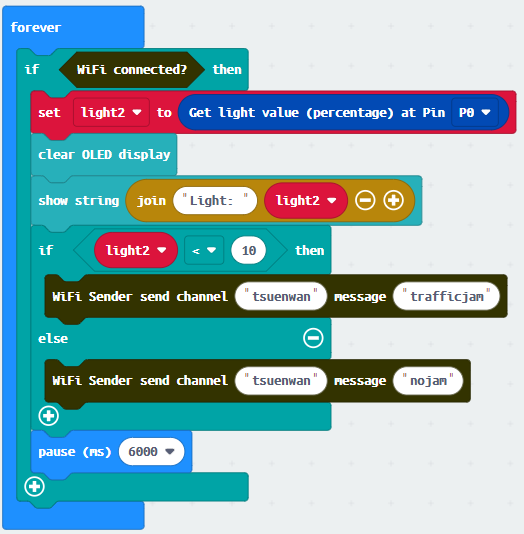 forever
if WiFi connected? then
set light2 to Get light value (percentage) at Pin P0
clear OLED display
show string join "Light: " light2
if light2 < 10 then
WiFi Sender send channel "tsuenwan" message "trafficjam"
else
WiFi Sender send channel "tsuenwan" message "nojam"
pause (ms) 6000